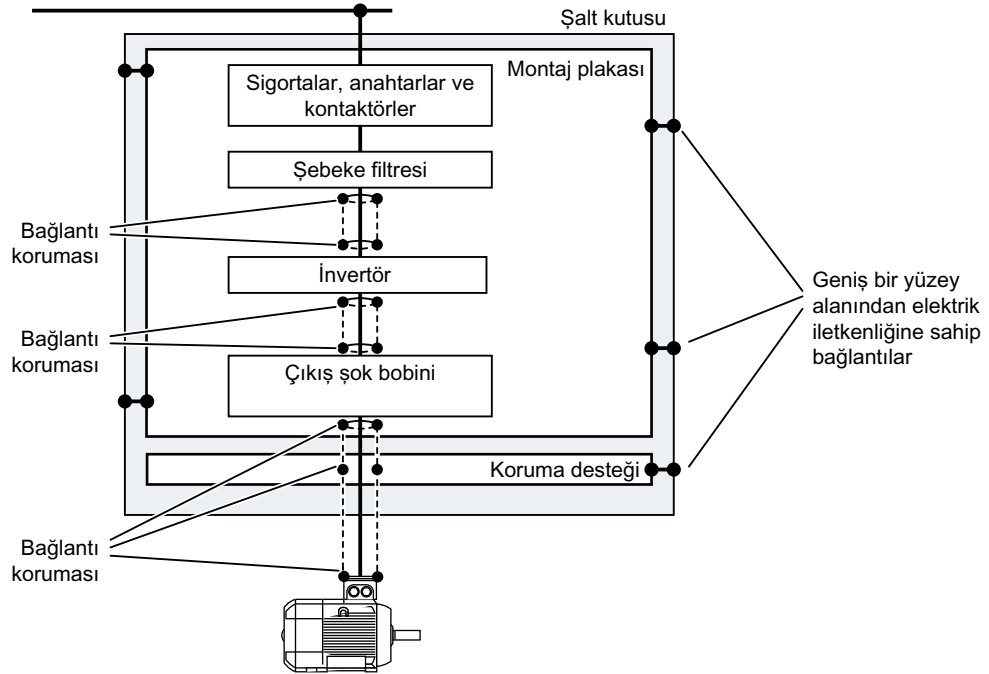 Şalt kutusu
Montaj plakası
Sigortalar, anahtarlar ve
kontaktörler
Şebeke filtresi
Bağlantı
koruması
İnvertör
Bağlantı
koruması
Çıkış şok bobini
Geniş bir yüzey
alanından elektrik
iletkenliğine sahip
bağlantılar
Koruma desteği
Bağlantı
koruması